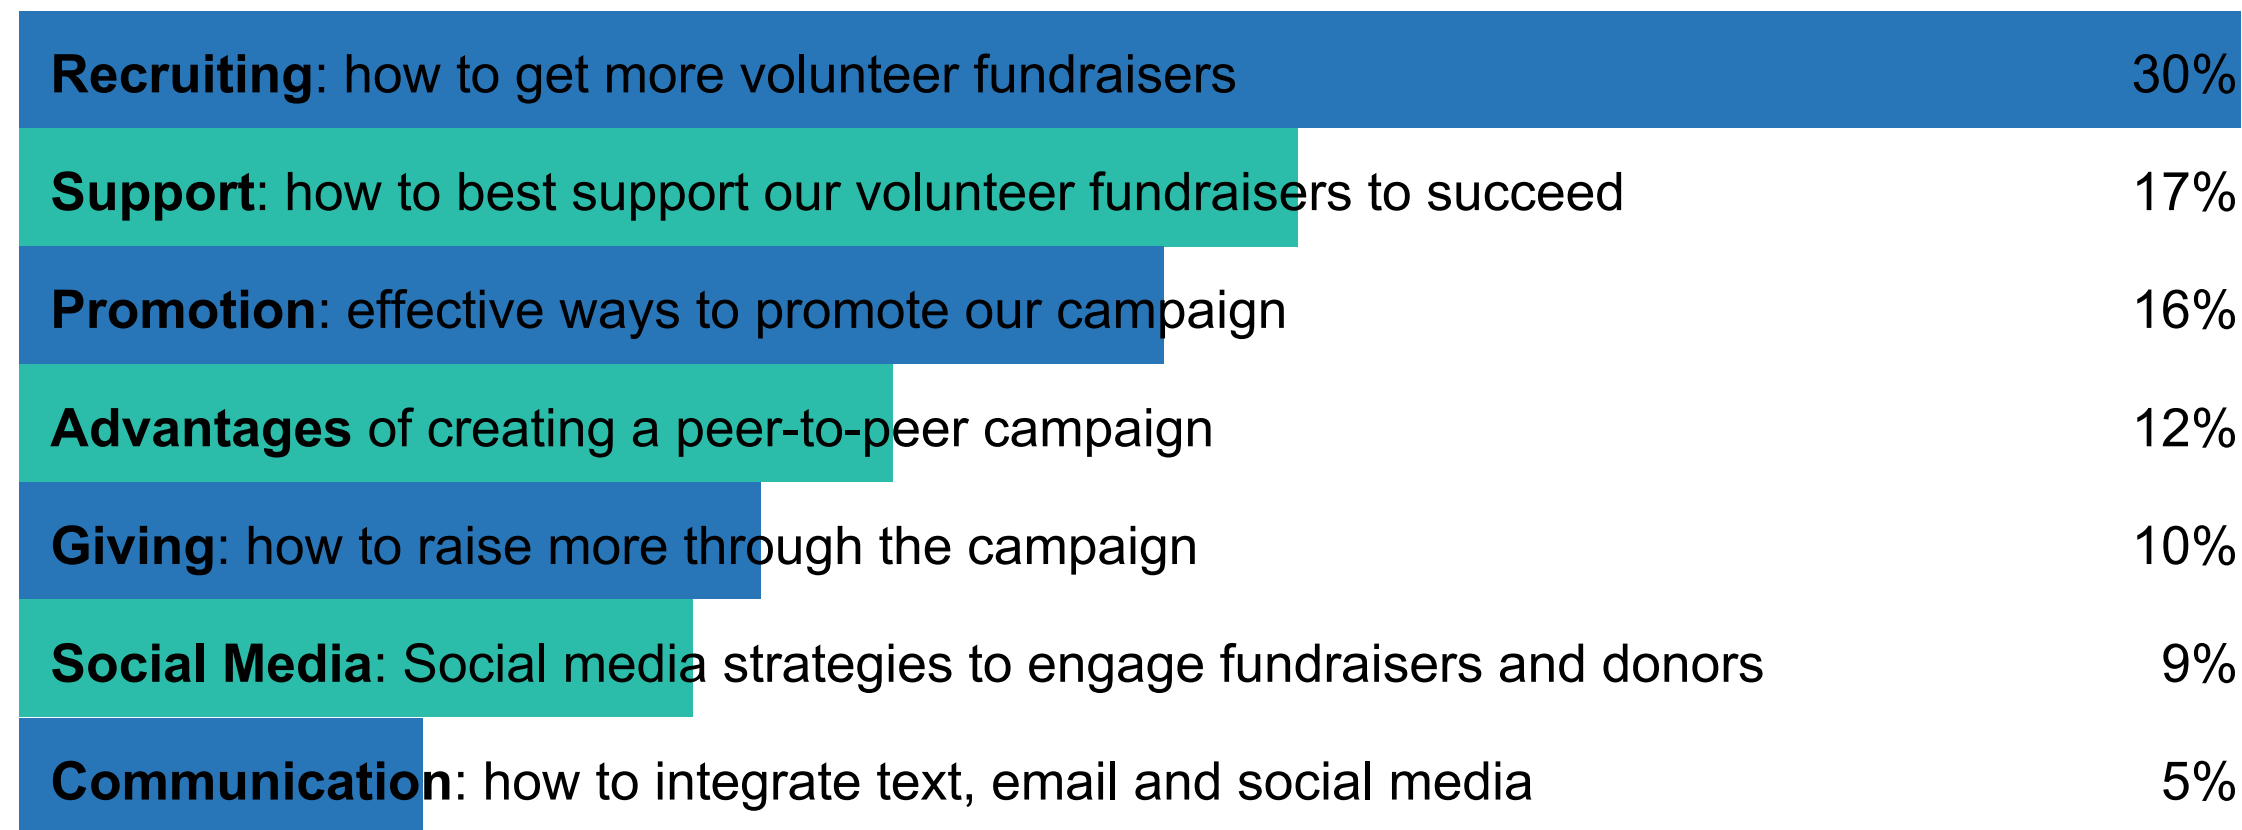 Recruiting: how to get more volunteer fundraisers 30%
Support: how to best support our volunteer fundraisers to succeed 17%
Promotion: effective ways to promote our campaign 16%
Advantages of creating a peer-to-peer campaign 12%
Giving: how to raise more through the campaign 10%
Social Media: Social media strategies to engage fundraisers and donors 9%
Communication: how to integrate text, email and social media 5%